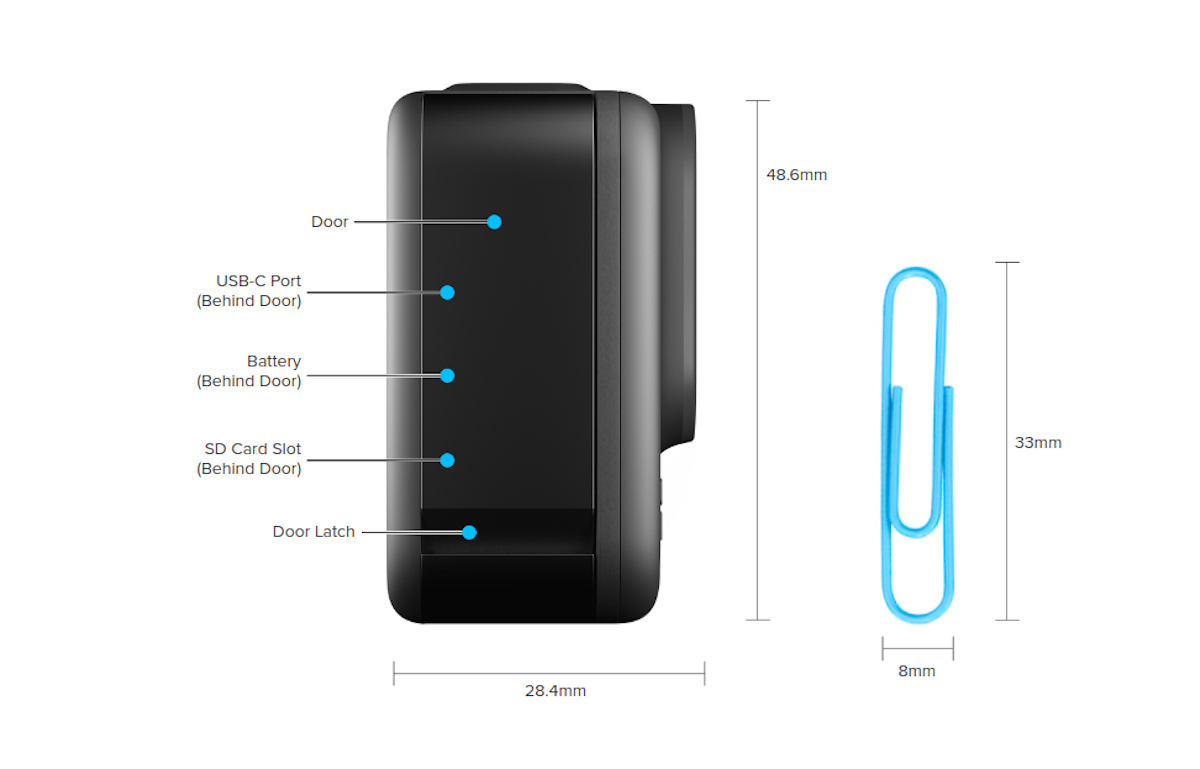 48.6mm
Door
USB-C Port
(Behind Door)
Battery
(Behind Door)
33mm
SD Card Slot
(Behind Door)
Door Latch
8mm
28.4mm